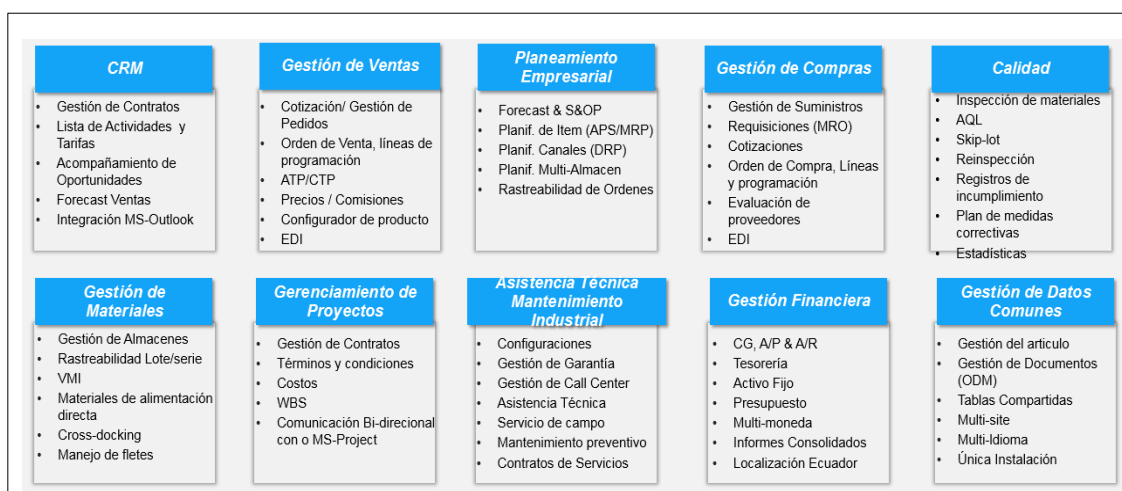 CRM
• Gestión de Contratos
• Lista de Actividades y
Tarifas
• Acompañamiento de
Oportunidades
• Forecast Ventas
• Integración MS-Outlook
Gestión de Ventas
• Cotización/ Gestión de
Pedidos
• Orden de Venta, líneas de
programación
• ATP/CTP
• Precios / Comisiones
• Configurador de producto
• EDI
Planeamiento
Empresarial
• Forecast & S&OP
• Planif. de Item (APS/MRP)
• Planif. Canales (DRP)
• Planif. Multi-Almacen
• Rastreabilidad de Ordenes
Gestión de Compras
• Gestión de Suministros
• Requisiciones (MRO)
• Cotizaciones
• Orden de Compra, Líneas
y programación
• Evaluación de
proveedores
• EDI
Calidad
• Inspección de materiales
• AQL
• Skip-lot
• Reinspección
• Registros de
incumplimiento
• Plan de medidas
correctivas
• Estadísticas
Gestión de
Materiales
• Gestión de Almacenes
• Rastreabilidad Lote/serie
• VMI
• Materiales de alimentación
directa
• Cross-docking
• Manejo de fletes
Gerenciamiento de
Proyectos
• Gestión de Contratos
• Términos y condiciones
• Costos
• WBS
• Comunicación Bi-direcional
con o MS-Project
Asistencia Técnica
Mantenimiento
Industrial
• Configuraciones
• Gestión de Garantía
• Gestión de Call Center
• Asistencia Técnica
• Servicio de campo
• Mantenimiento preventivo
• Contratos de Servicios
Gestión Financiera
• CG, A/P & A/R
• Tesorería
• Activo Fijo
• Presupuesto
• Multi-moneda
• Informes Consolidados
• Localización Ecuador
Gestión de Datos
Comunes
• Gestión del articulo
• Gestión de Documentos
(ODM)
• Tablas Compartidas
• Multi-site
• Multi-Idioma
• Única Instalación